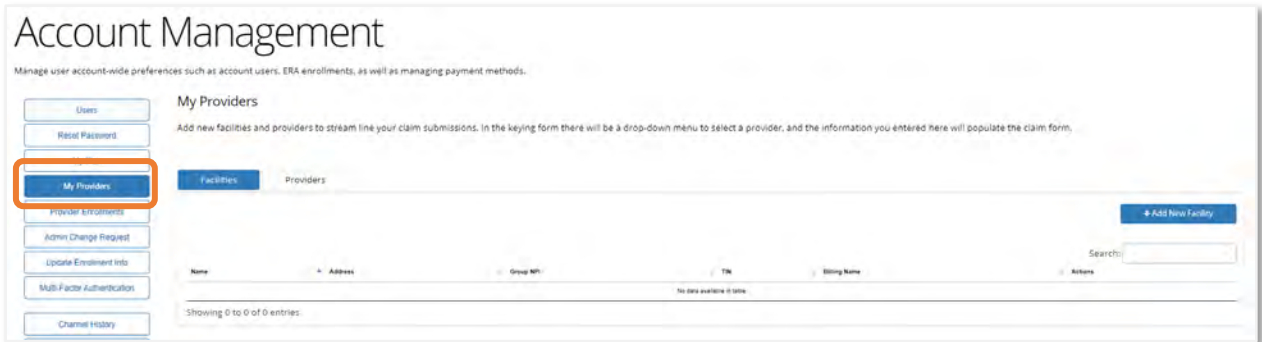 Account Management
Manage user account-wide preferences such as account users, ERA enrollments, as well as managing payment methods.
Users
Reset Password
My Providers
Provider Enrollments
Admin Change Request
Update Enrollment Info
Multi-Factor Authentication
Channel History
My Providers
Add new facilities and providers to stream line your claim submissions. In the keying form there will be a drop-down menu to select a provider, and the information you entered here will populate the claim form.
Facilities Providers
+ Add New Facility
Search:
Name Address Group NPI TIN Billing Name Actions
No data available in table
Showing 0 to 0 of 0 entries